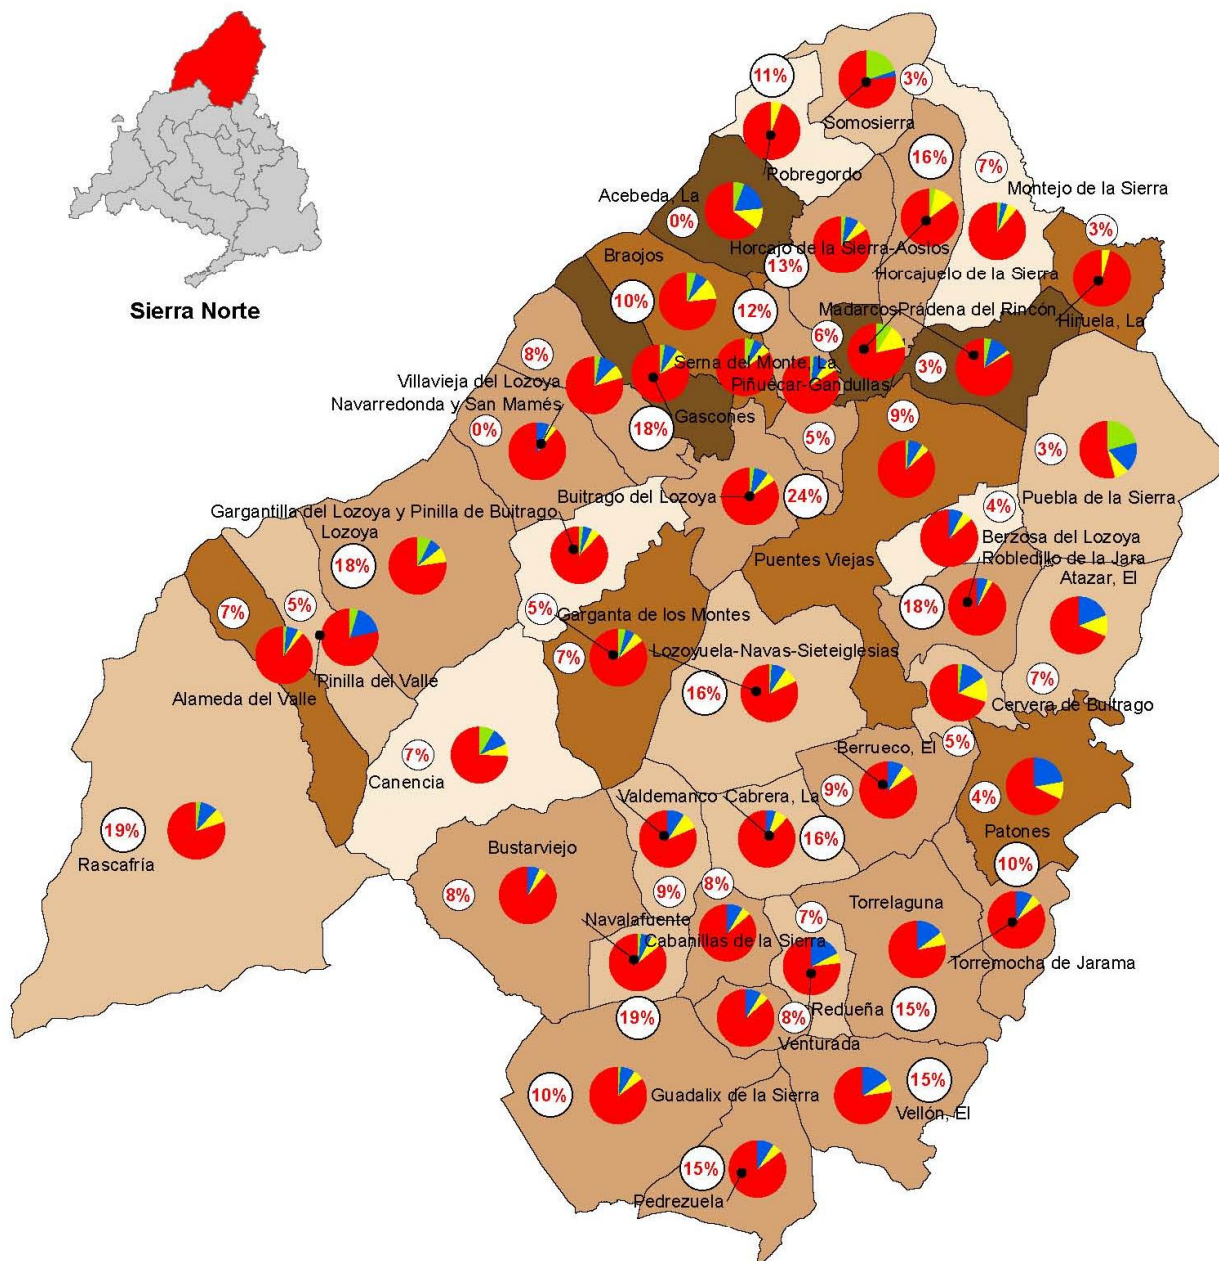 11%
3%
Somosierra
Sierra Norte
Robregordo
16%
7%
Montejo de la Sierra
Acebeda, La
0%
3%
Horcajo de la Sierra-Aoslos
Braojos
13%
Horcajuelo de la Sierra
10%
12%
Madarcos
Prádena del Rincón
Hiruela, La
6%
8%
Serna del Monte, La
3%
Villavieja del Lozoya
Piñuécar-Gandullas
Navarredonda y San Mamés
Gascones
9%
0%
18%
5%
3%
Gargantilla del Lozoya y Pinilla de Buitrago
Buitrago del Lozoya
24%
Puebla de la Sierra
4%
Lozoya
Berzosa del Lozoya
18%
Puentes Viejas
Robledillo de la Jara
Atazar, El
7%
5%
5%
Garganta de los Montes
18%
7%
Lozoyuela-Navas-Sieteiglesias
Pinilla del Valle
7%
Alameda del Valle
16%
Cervera de Buitrago
7%
Canencia
Berrueco, El
5%
9%
4%
Valdemanco
Cabrera, La
19%
Patones
Rascafría
Bustarviejo
16%
10%
8%
9%
8%
Navalafuente
7%
Torrelaguna
Cabanillas de la Sierra
Torremocha de Jarama
19%
8%
Redueña
15%
Venturada
10%
Guadalix de la Sierra
15%
Vellón, El
15%
Pedrezuela